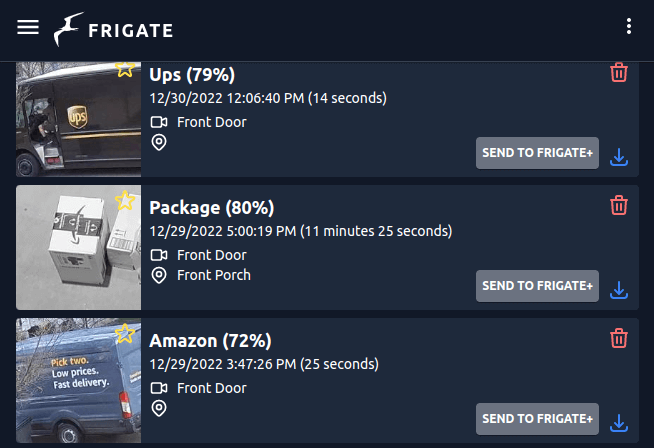 FRIGATE
Ups (79%)
12/30/2022 12:06:40 PM (14 seconds)
Front Door
SEND TO FRIGATE+
ups
Package (80%)
12/29/2022 5:00:19 PM (11 minutes 25 seconds)
Front Door
Front Porch
SEND TO FRIGATE+
Amazon (72%)
12/29/2022 3:47:26 PM (25 seconds)
Front Door
SEND TO FRIGATE+
Pick two.
Low prices.
Fast delivery.